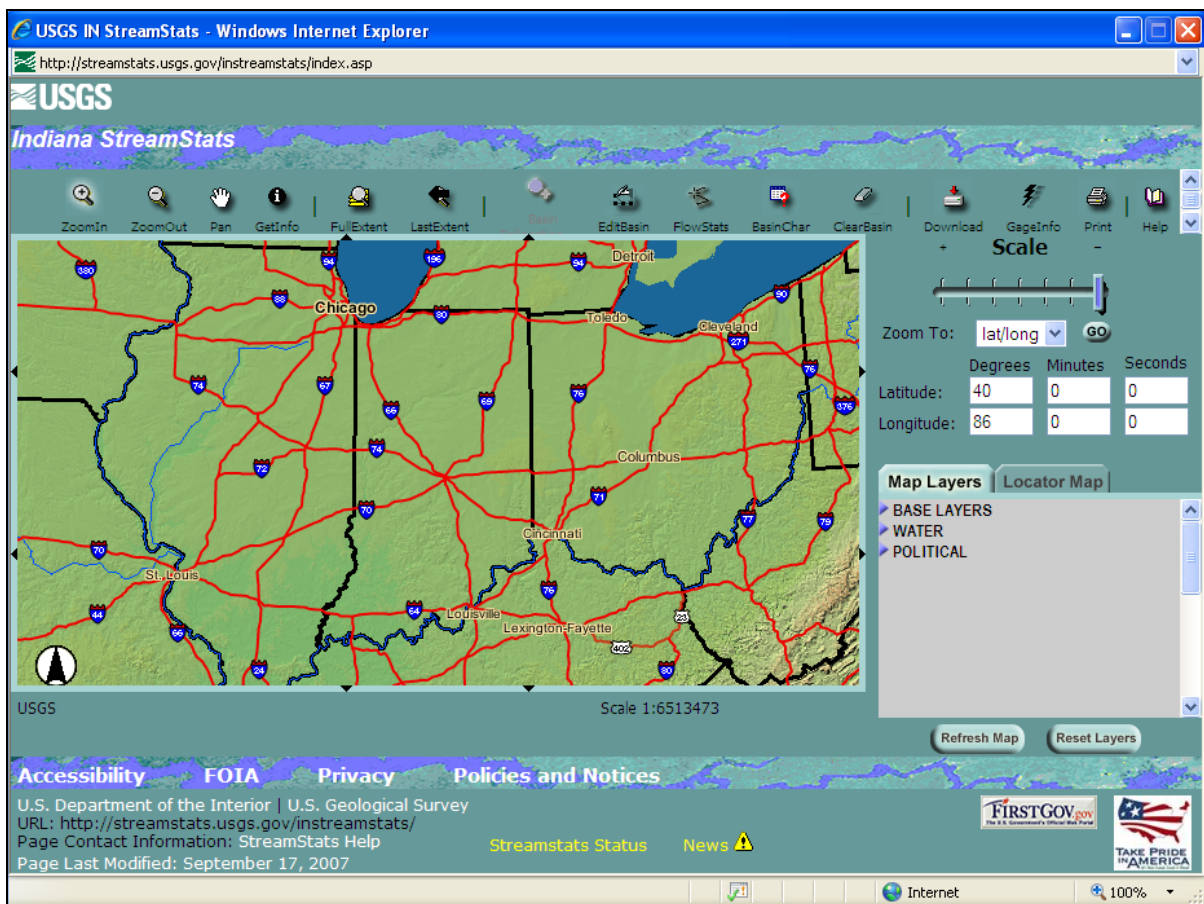 USGS IN StreamStats - Windows Internet Explorer
http://streamstats.usgs.gov/instreamstats/index.asp
USGS
Indiana StreamStats
ZoomIn ZoomOut Pan GetInfo FullExtent LastExtent Basin EditBasin FlowStats BasinChar ClearBasin Download GageInfo Print Help
+ Scale -
Zoom To: lat/long GO
Degrees Minutes Seconds
Latitude: 40 0 0
Longitude: 86 0 0
Map Layers Locator Map
BASE LAYERS
WATER
POLITICAL
Refresh Map Reset Layers
94 196 94 Detroit
380
88 Chicago 80 Toledo 90
Cleveland
271
74 67 66 69 76 76
376
74 Columbus
72
71
70 77 79
Cincinnati
70
St. Louis
76
44 64 Louisville 23
66 Lexington-Fayette
402
24 80
USGS Scale 1:6513473
Accessibility FOIA Privacy Policies and Notices
U.S. Department of the Interior | U.S. Geological Survey
URL: http://streamstats.usgs.gov/instreamstats/
Page Contact Information: StreamStats Help
Page Last Modified: September 17, 2007
Streamstats Status News
FIRSTGOV.gov
TAKE PRIDE
IN AMERICA
Internet 100%